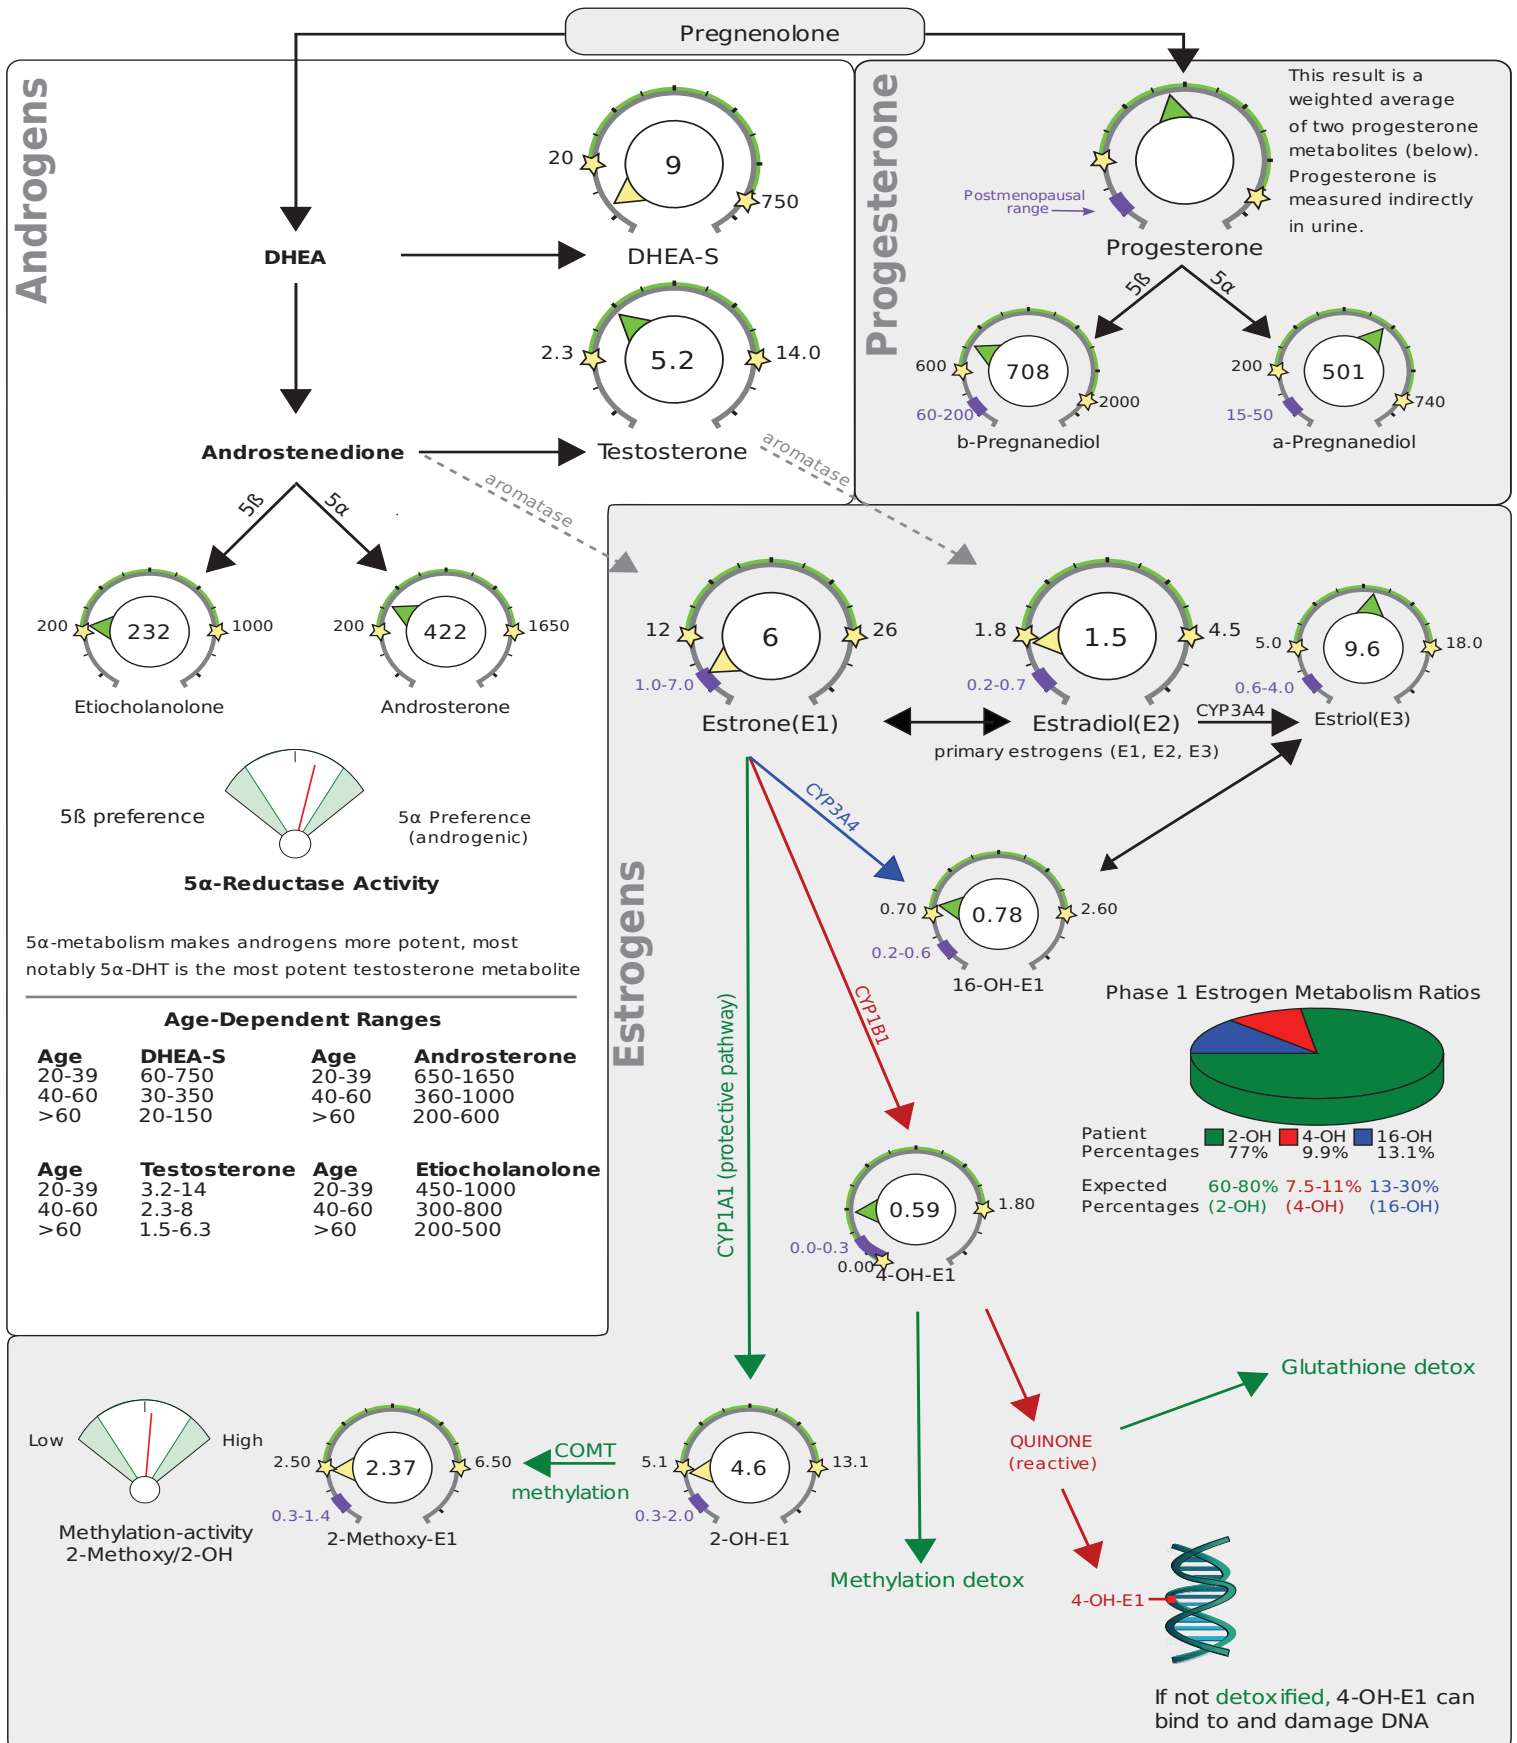 Pregnenolone
Androgens
20
9
750
DHEA
DHEA-S
2.3
5.2
14.0
Androstenedione
Testosterone
aromatase
aromatase
5ß
5α
200
232
1000
Etiocholanolone
200
422
1650
Androsterone
5ß preference
5α Preference
(androgenic)
5α-Reductase Activity
5α-metabolism makes androgens more potent, most
notably 5α-DHT is the most potent testosterone metabolite
Age-Dependent Ranges
Age DHEA-S Age Androsterone
20-39 60-750 20-39 650-1650
40-60 30-350 40-60 360-1000
>60 20-150 >60 200-600
Age Testosterone Age Etiocholanolone
20-39 3.2-14 20-39 450-1000
40-60 2.3-8 40-60 300-800
>60 1.5-6.3 >60 200-500
Progesterone
This result is a
weighted average
of two progesterone
metabolites (below).
Progesterone is
measured indirectly
in urine.
Postmenopausal
range
Progesterone
5ß
5α
600
708
2000
60-200
b-Pregnanediol
200
501
740
15-50
a-Pregnanediol
Estrogens
12
6
26
1.0-7.0
Estrone(E1)
1.8
1.5
4.5
0.2-0.7
Estradiol(E2)
CYP3A4
5.0
9.6
18.0
0.6-4.0
Estriol(E3)
primary estrogens (E1, E2, E3)
CYP3A4
0.70
0.78
2.60
0.2-0.6
16-OH-E1
CYP1B1
CYP1A1 (protective pathway)
Phase 1 Estrogen Metabolism Ratios
Patient
Percentages
2-OH 4-OH 16-OH
77% 9.9% 13.1%
Expected
Percentages
60-80% 7.5-11% 13-30%
(2-OH) (4-OH) (16-OH)
0.59
1.80
0.0-0.3
0.00
4-OH-E1
Glutathione detox
QUINONE
(reactive)
Methylation detox
4-OH-E1
If not detoxified, 4-OH-E1 can
bind to and damage DNA
Low
High
Methylation-activity
2-Methoxy/2-OH
2.50
2.37
6.50
0.3-1.4
2-Methoxy-E1
COMT
methylation
5.1
4.6
13.1
0.3-2.0
2-OH-E1